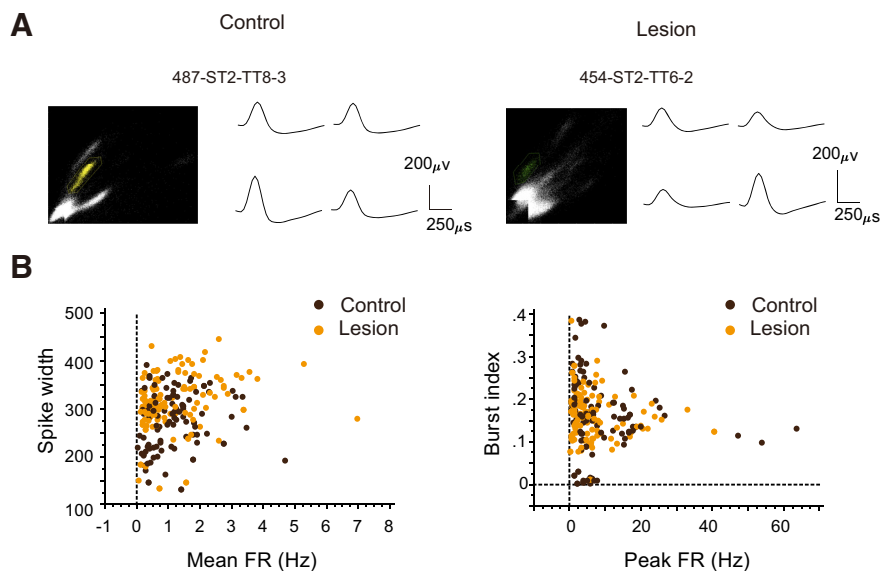 A
Control
Lesion
487-ST2-TT8-3
454-ST2-TT6-2
200μv
250μs
200μv
250μs
B
Control
Lesion
500
400
300
200
100
Spike width
-1 0 1 2 3 4 5 6 7 8
Mean FR (Hz)
Control
Lesion
.4
.3
.2
.1
0
Burst index
0 20 40 60
Peak FR (Hz)